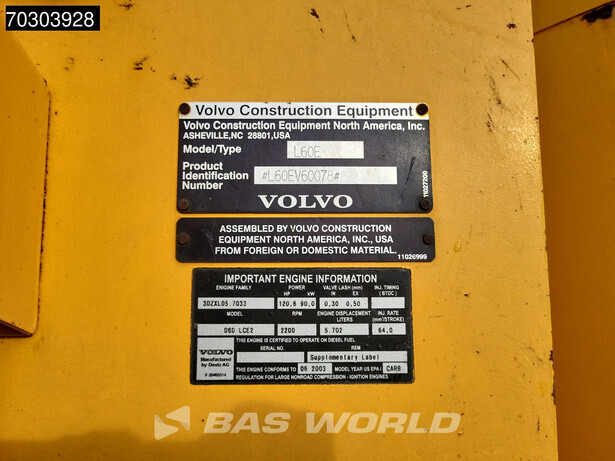 70303928
Volvo Construction Equipment
Volvo Construction Equipment North America, Inc.
ASHEVILLE,NC 28801,USA
Model/Type L60E
Product Identification Number #L60EV60078#
VOLVO
11027200
ASSEMBLED BY VOLVO CONSTRUCTION
EQUIPMENT NORTH AMERICA, INC., USA
FROM FOREIGN OR DOMESTIC MATERIAL.
11026999
IMPORTANT ENGINE INFORMATION
ENGINE FAMILY POWER HP kW VALVE LASH (mm) IN EX INJ. TIMING (BTDC)
3DZXL05.7033 120,6 90,0 0,30 0,50
MODEL RPM ENGINE DISPLACEMENT LITERS INJ. RATE (mm³/STROKE)
D6D LCE2 2200 5.702 64,0
THIS ENGINE IS CERTIFIED TO OPERATE ON DIESEL FUEL
SERIAL NO. REM
Supplementary Label
THIS ENGINE CONFORMS TO 06 2003 MODEL YEAR US EPA CARB
REGULATION FOR LARGE NONROAD COMPRESSION - IGNITION ENGINES
VOLVO
Manufactured
by Deutz AG
BAS WORLD